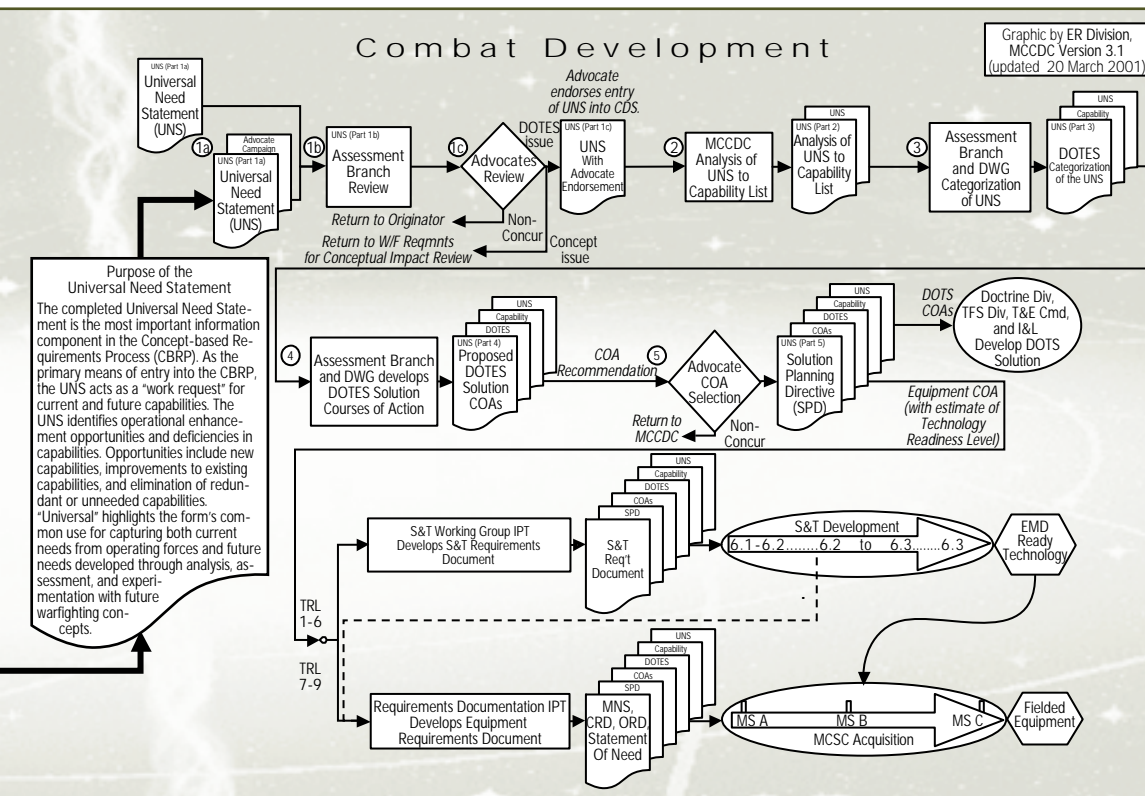 Combat Development
Graphic by ER Division,
MCCDC Version 3.1
(updated 20 March 2001)
UNS (Part 1a)
Universal
Need
Statement
(UNS)
1a
Advocate
Campaign
UNS (Part 1a)
Universal
Need
Statement
(UNS)
1b
UNS (Part 1b)
Assessment
Branch
Review
1c
Advocates
Review
DOTES
issue
Non-
Concur
Return to Originator
Concept
issue
Return to W/F Reqmnts
for Conceptual Impact Review
Advocate
endorses entry
of UNS into CDS.
UNS (Part 1c)
UNS
With
Advocate
Endorsement
2
MCCDC
Analysis of
UNS to
Capability List
UNS
UNS (Part 2)
Analysis of
UNS to
Capability
List
3
Assessment
Branch
and DWG
Categorization
of UNS
UNS
Capability
UNS (Part 3)
DOTES
Categorization
of the UNS
Purpose of the
Universal Need Statement
The completed Universal Need State-
ment is the most important information
component in the Concept-based Re-
quirements Process (CBRP). As the
primary means of entry into the CBRP,
the UNS acts as a "work request" for
current and future capabilities. The
UNS identifies operational enhance-
ment opportunities and deficiencies in
capabilities. Opportunities include new
capabilities, improvements to existing
capabilities, and elimination of redun-
dant or unneeded capabilities.
"Universal" highlights the form's com-
mon use for capturing both current
needs from operating forces and future
needs developed through analysis, as-
sessment, and experi-
mentation with future
warfighting con-
cepts.
4
Assessment Branch
and DWG develops
DOTES Solution
Courses of Action
UNS
Capability
DOTES
UNS (Part 4)
Proposed
DOTES
Solution
COAs
COA
Recommendation
5
Advocate
COA
Selection
Return to
MCCDC
Non-
Concur
UNS
Capability
DOTES
COAs
UNS (Part 5)
Solution
Planning
Directive
(SPD)
DOTS
COAs
Doctrine Div,
TFS Div, T&E Cmd,
and I&L
Develop DOTS
Solution
Equipment COA
(with estimate of
Technology
Readiness Level)
TRL
1-6
TRL
7-9
S&T Working Group IPT
Develops S&T Requirements
Document
UNS
Capability
DOTES
COAs
SPD
S&T
Req't
Document
S&T Development
6.1-6.2........6.2 to 6.3........6.3
EMD
Ready
Technology
Requirements Documentation IPT
Develops Equipment
Requirements Document
UNS
Capability
DOTES
COAs
SPD
MNS,
CRD, ORD,
Statement
Of Need
MS A MS B MS C
MCSC Acquisition
Fielded
Equipment